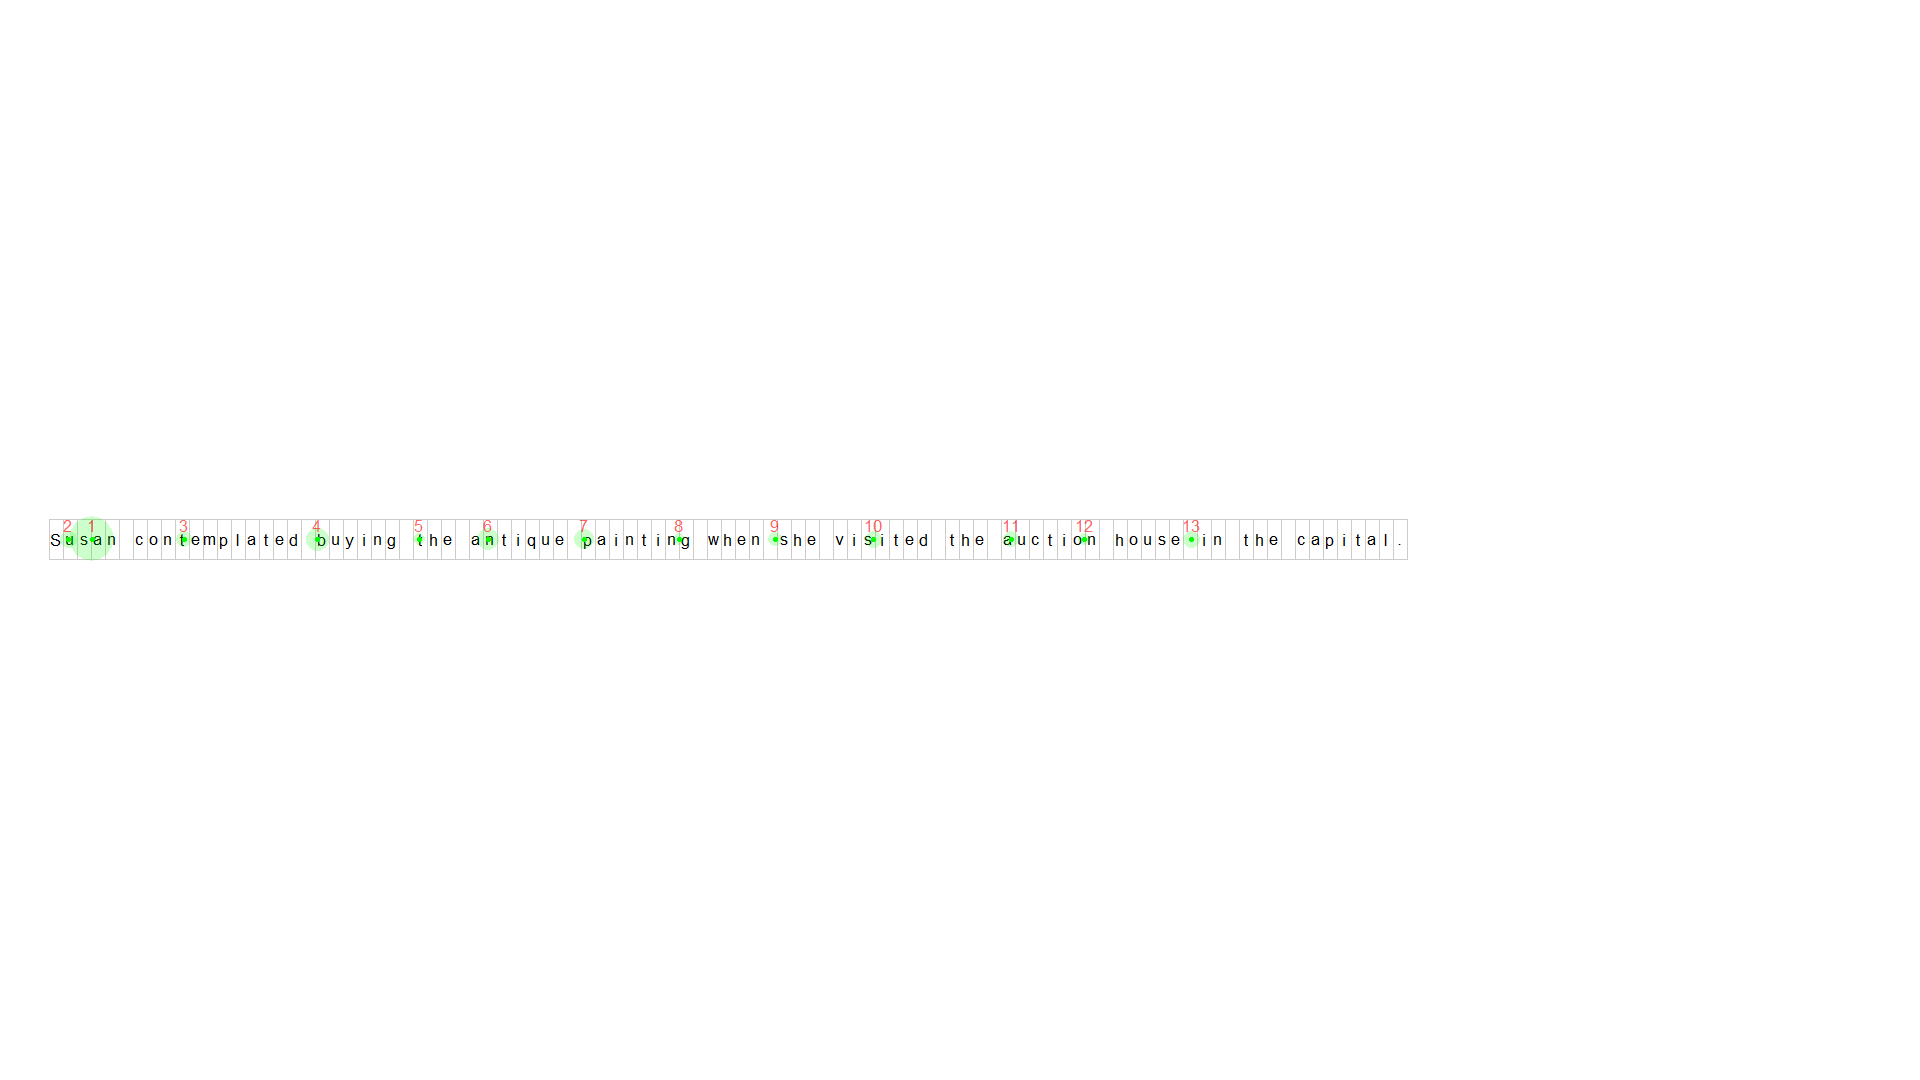 2 1 3 4 5 6 7 8 9 10 11 12 13
Susan contemplated buying the antique painting when she visited the auction house in the capital.